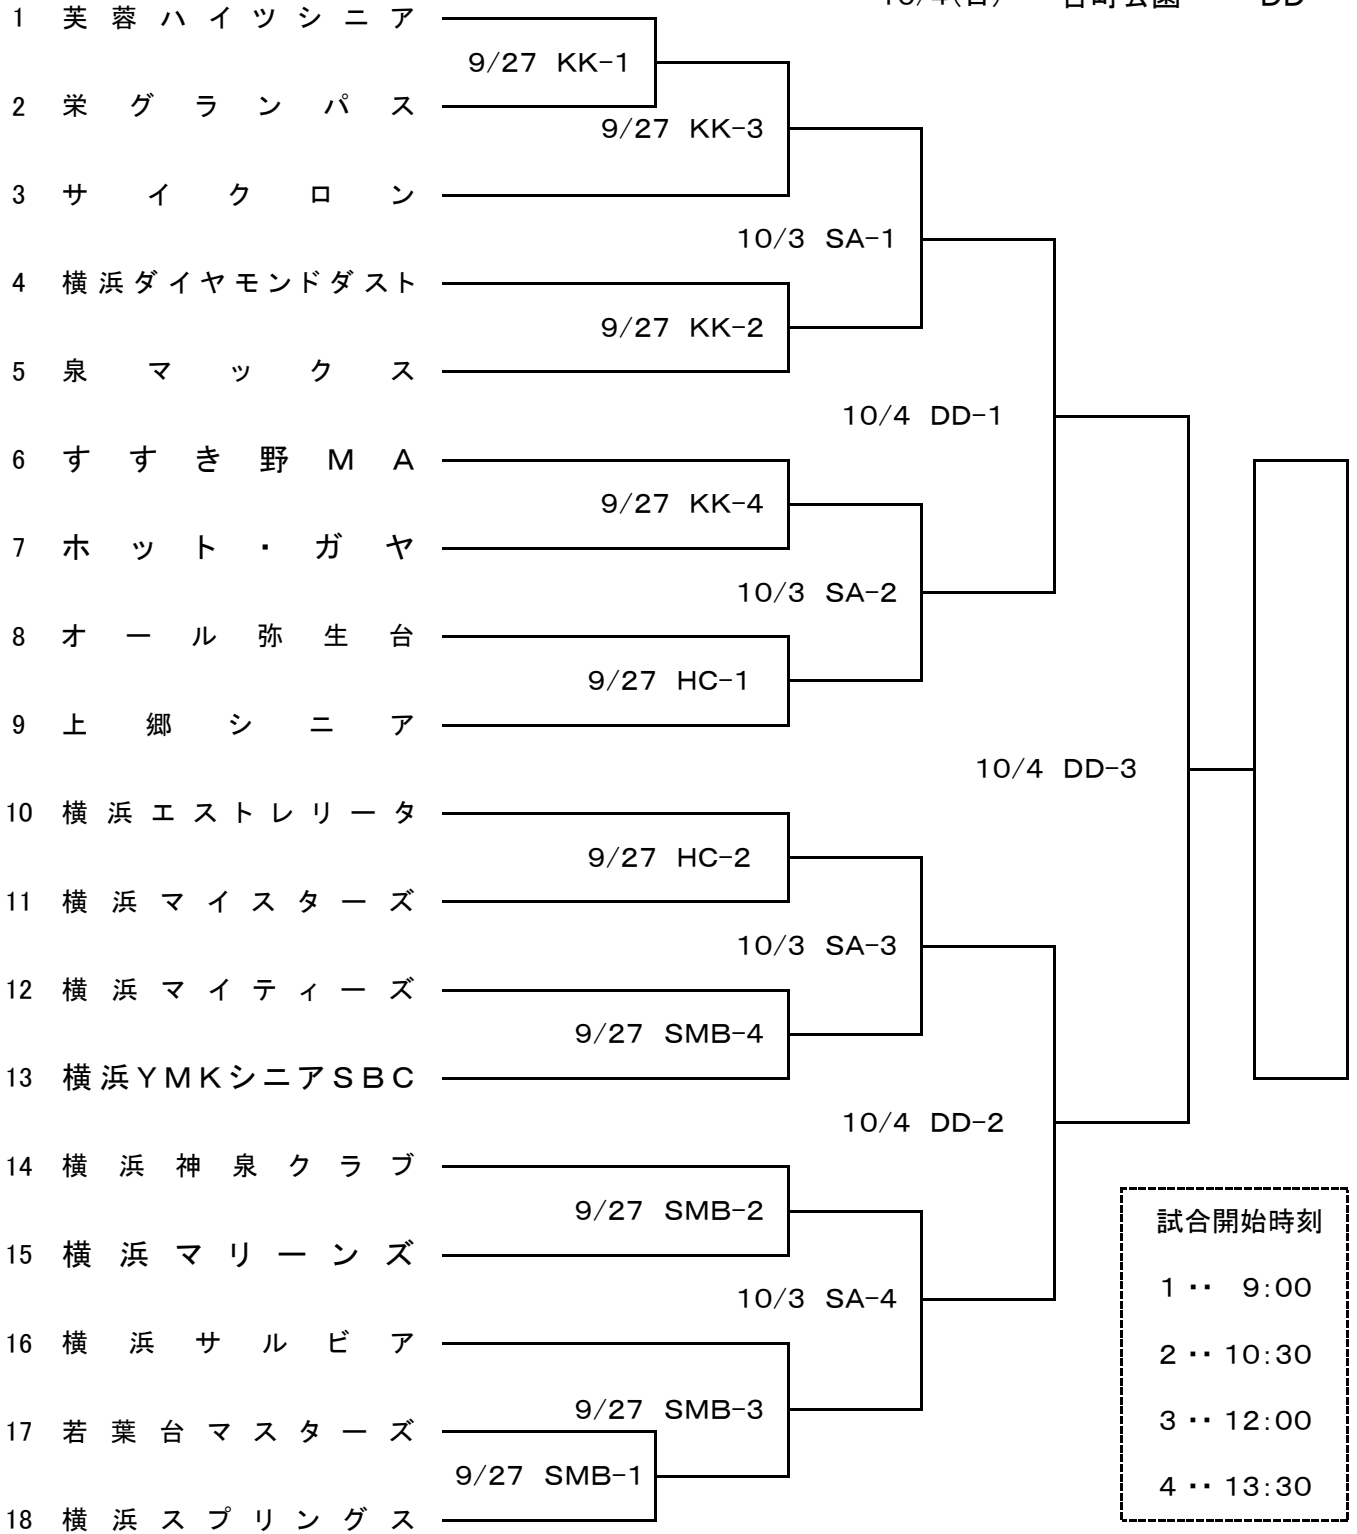 1 芙蓉ハイツシニア
9/27 KK-1
2 栄グランパス
9/27 KK-3
3 サイクロン
10/3 SA-1
4 横浜ダイヤモンドダスト
9/27 KK-2
5 泉マックス
10/4 DD-1
6 すすき野MA
9/27 KK-4
7 ホット・ガヤ
10/3 SA-2
8 オール弥生台
9/27 HC-1
9 上郷シニア
10/4 DD-3
10 横浜エストレリータ
9/27 HC-2
11 横浜マイスターズ
10/3 SA-3
12 横浜マイティーズ
9/27 SMB-4
13 横浜YMKシニアSBC
10/4 DD-2
14 横浜神泉クラブ
9/27 SMB-2
15 横浜マリーンズ
10/3 SA-4
16 横浜サルビア
9/27 SMB-3
17 若葉台マスターズ
9/27 SMB-1
18 横浜スプリングス
試合開始時刻
1 ‥ 9:00
2 ‥ 10:30
3 ‥ 12:00
4 ‥ 13:30